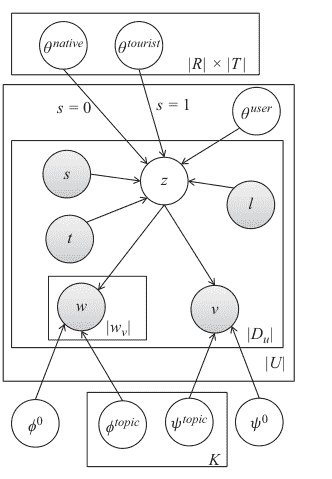 θ^native θ^tourist
|R| × |T|
s = 0 s = 1
θ^user
s z
l
t
w v
|w_v| |D_u|
|U|
ϕ^0 ϕ^topic ψ^topic ψ^0
K